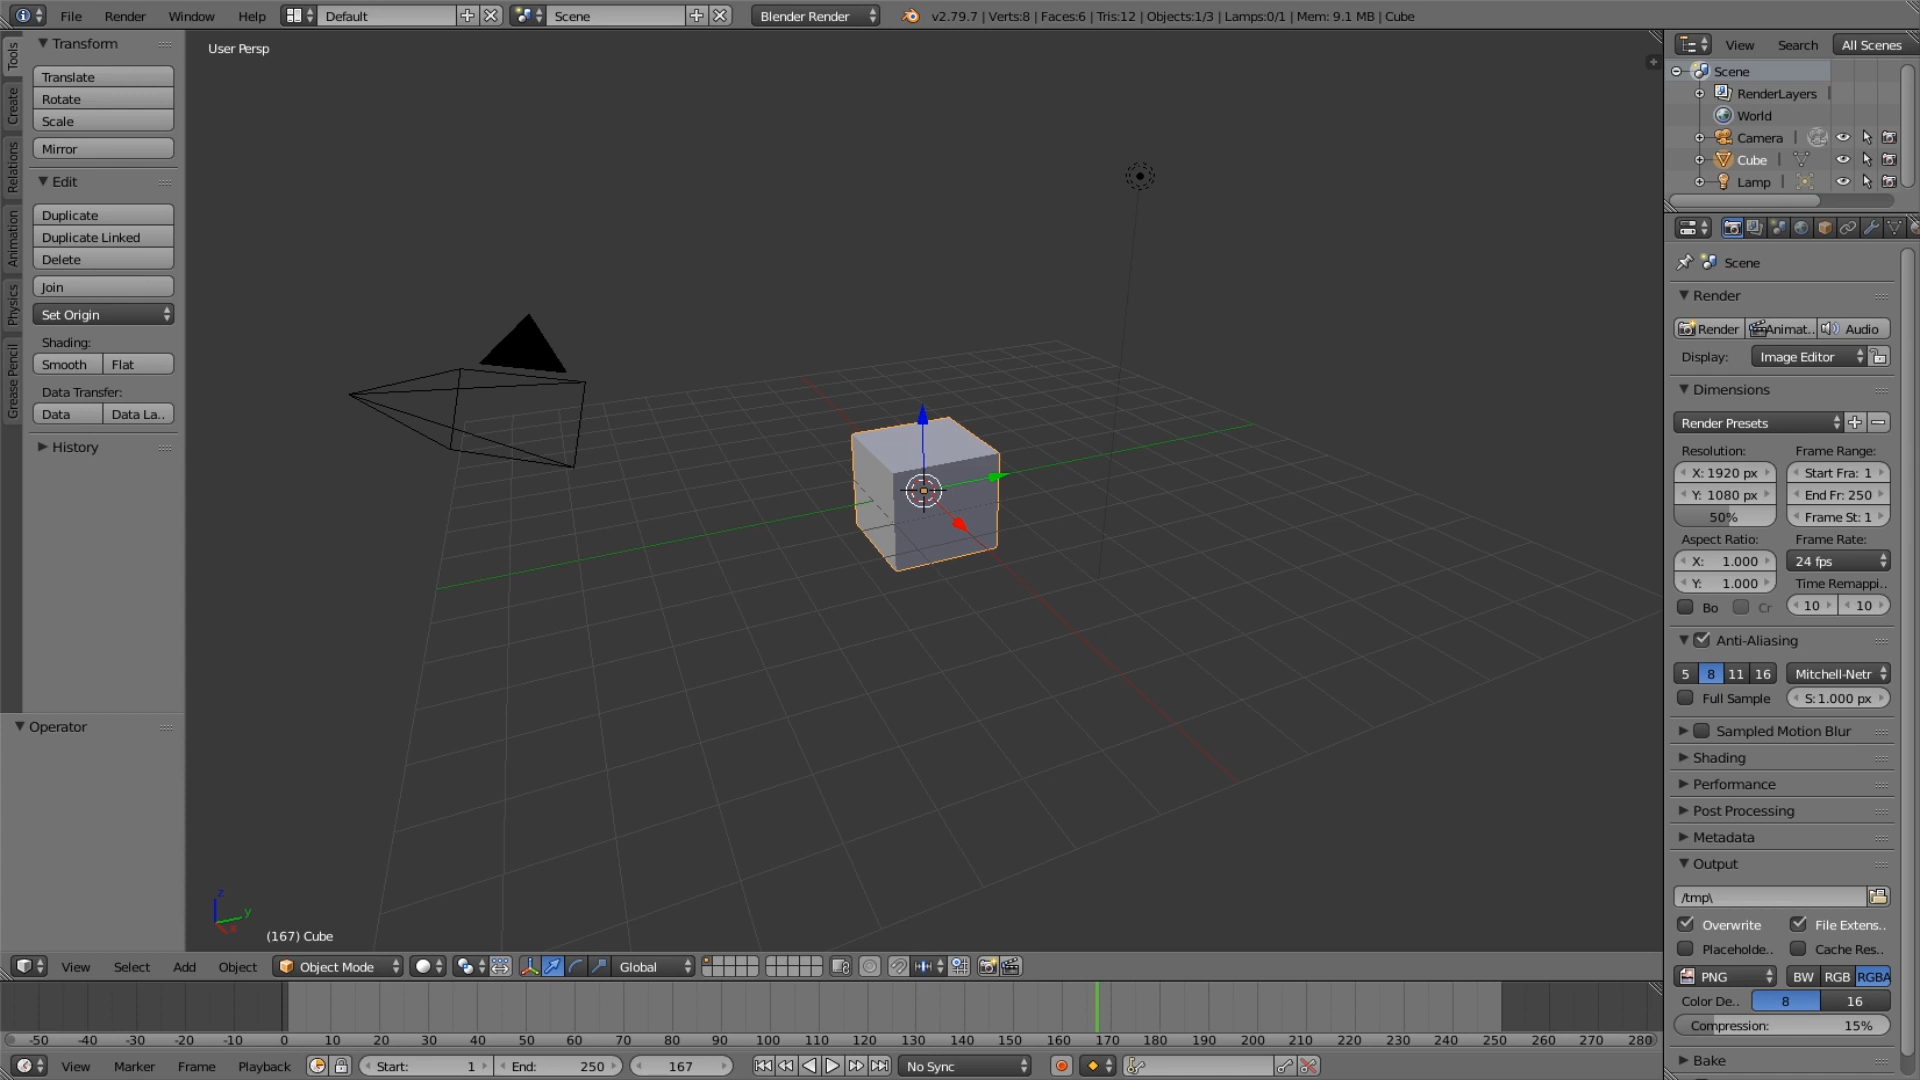 File Render Window Help Default Scene Blender Render v2.79.7 | Verts:8 | Faces:6 | Tris:12 | Objects:1/3 | Lamps:0/1 | Mem: 9.1 MB | Cube
Tools
Create
Relations
Animation
Physics
Grease Pencil
Transform
Translate
Rotate
Scale
Mirror
Edit
Duplicate
Duplicate Linked
Delete
Join
Set Origin
Shading:
Smooth Flat
Data Transfer:
Data Data La..
History
Operator
User Persp
z
y
x
(167) Cube
View Search All Scenes
Scene
RenderLayers |
World
Camera |
Cube |
Lamp |
Scene
Render
Render Animat.. Audio
Display: Image Editor
Dimensions
Render Presets
Resolution: Frame Range:
X: 1920 px Start Fra: 1
Y: 1080 px End Fr: 250
50% Frame St: 1
Aspect Ratio: Frame Rate:
X: 1.000 24 fps
Y: 1.000 Time Remappi..
Bo Cr 10 10
Anti-Aliasing
5 8 11 16 Mitchell-Netr
Full Sample S:1.000 px
Sampled Motion Blur
Shading
Performance
Post Processing
Metadata
Output
/tmp\
Overwrite File Extens..
Placeholde.. Cache Res..
PNG BW RGB RGBA
Color De.. 8 16
Compression: 15%
Bake
View Select Add Object Object Mode Global
-50 -40 -30 -20 -10 0 10 20 30 40 50 60 70 80 90 100 110 120 130 140 150 160 170 180 190 200 210 220 230 240 250 260 270 280
View Marker Frame Playback Start: 1 End: 250 167 No Sync